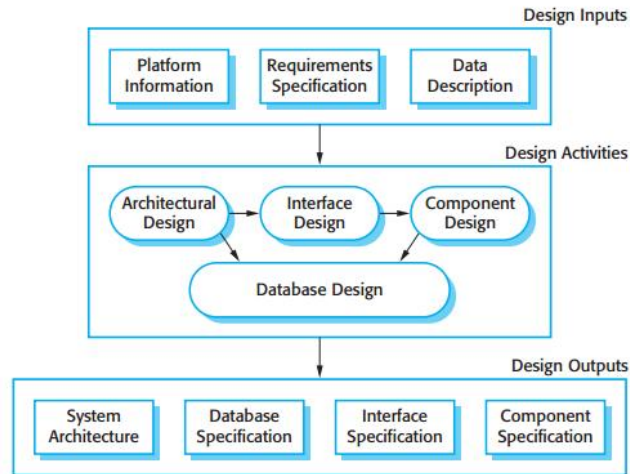 Design Inputs
Platform
Information
Requirements
Specification
Data
Description
Design Activities
Architectural
Design
Interface
Design
Component
Design
Database Design
Design Outputs
System
Architecture
Database
Specification
Interface
Specification
Component
Specification